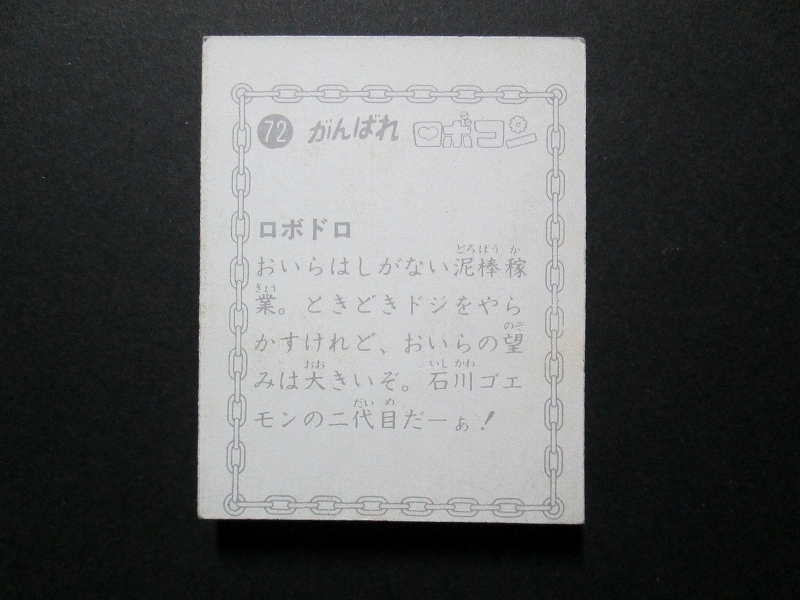 72 がんばれ ロボコン
ロボドロ
おいらはしがない泥棒稼
業。ときどきドジをやら
かすけれど、おいらの望
みは大きいぞ。石川ゴエ
モンの二代目だーぁ！